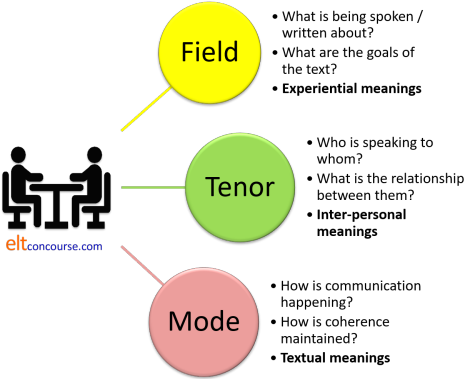 Field
• What is being spoken /
written about?
• What are the goals of
the text?
• Experiential meanings
Tenor
• Who is speaking to
whom?
• What is the relationship
between them?
• Inter-personal
meanings
eltconcourse.com
Mode
• How is communication
happening?
• How is coherence
maintained?
• Textual meanings